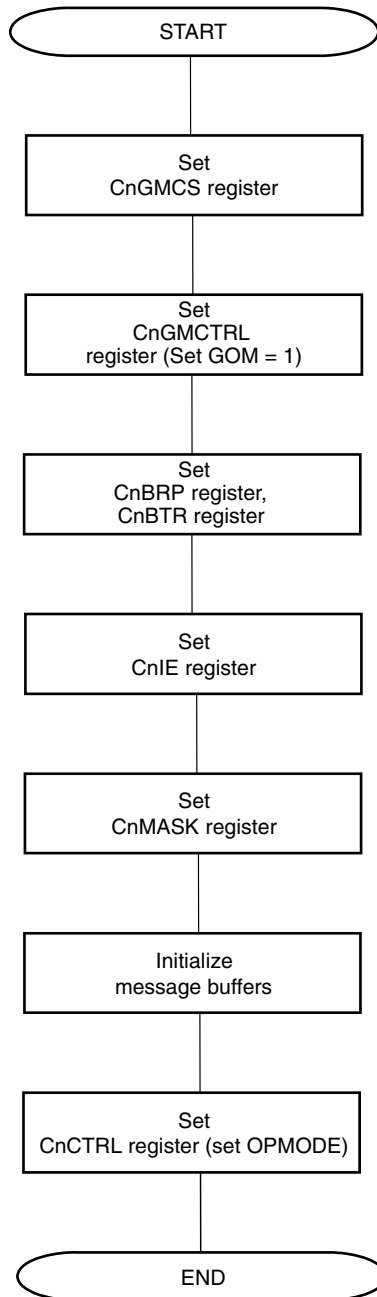 START
Set
CnGMCS register
Set
CnGMCTRL
register (Set GOM = 1)
Set
CnBRP register,
CnBTR register
Set
CnIE register
Set
CnMASK register
Initialize
message buffers
Set
CnCTRL register (set OPMODE)
END